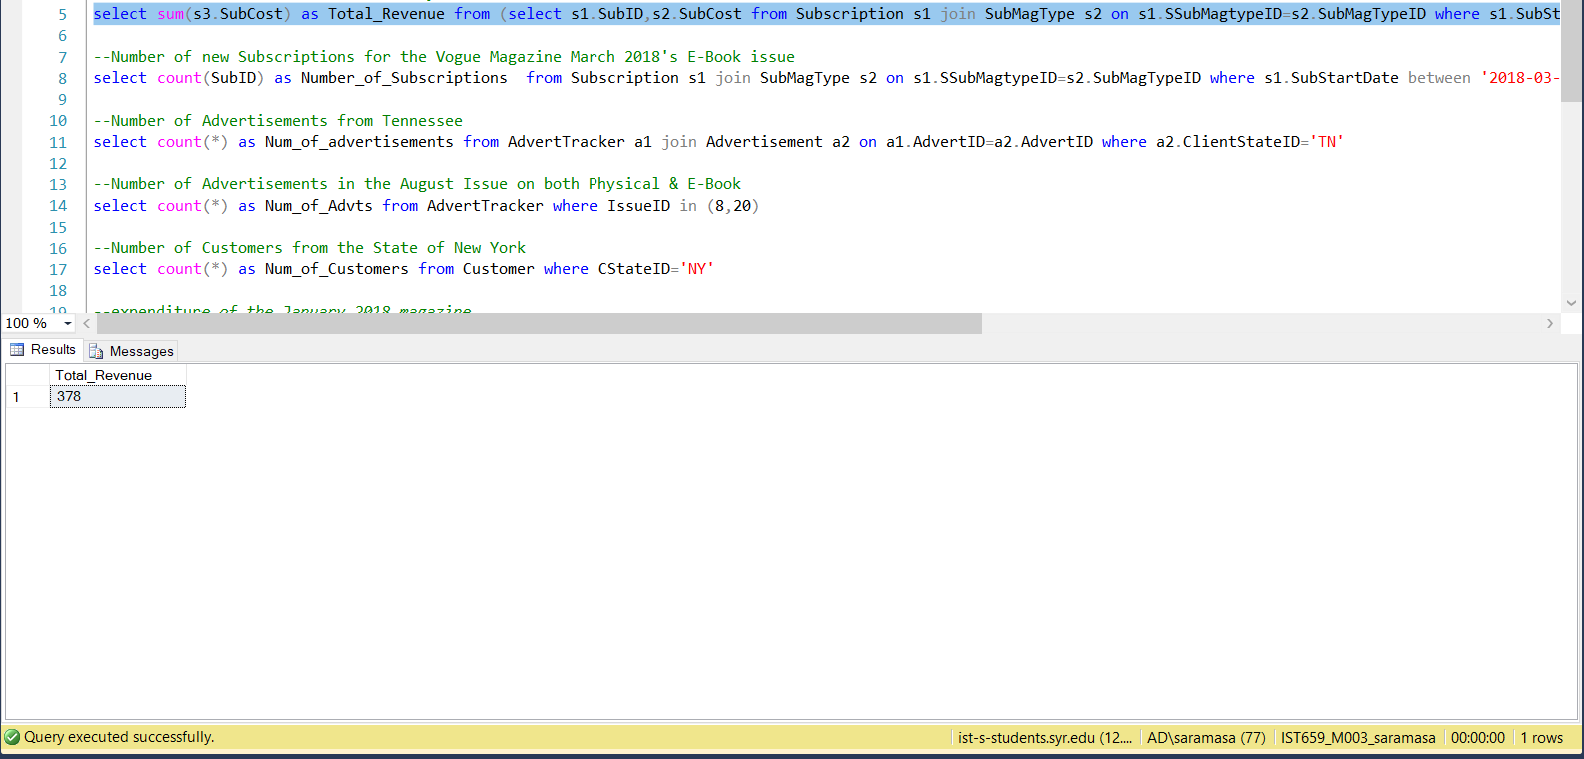 5 select sum(s3.SubCost) as Total_Revenue from (select s1.SubID,s2.SubCost from Subscription s1 join SubMagType s2 on s1.SSubMagtypeID=s2.SubMagTypeID where s1.SubSt
6
7 --Number of new Subscriptions for the Vogue Magazine March 2018's E-Book issue
8 select count(SubID) as Number_of_Subscriptions  from Subscription s1 join SubMagType s2 on s1.SSubMagtypeID=s2.SubMagTypeID where s1.SubStartDate between '2018-03-
9
10 --Number of Advertisements from Tennessee
11 select count(*) as Num_of_advertisements from AdvertTracker a1 join Advertisement a2 on a1.AdvertID=a2.AdvertID where a2.ClientStateID='TN'
12
13 --Number of Advertisements in the August Issue on both Physical & E-Book
14 select count(*) as Num_of_Advts from AdvertTracker where IssueID in (8,20)
15
16 --Number of Customers from the State of New York
17 select count(*) as Num_of_Customers from Customer where CStateID='NY'
18
19 --expenditure of the January 2018 magazine
100 %
Results Messages
Total_Revenue
1 378
Query executed successfully. ist-s-students.syr.edu (12.... AD\saramasa (77) IST659_M003_saramasa 00:00:00 1 rows